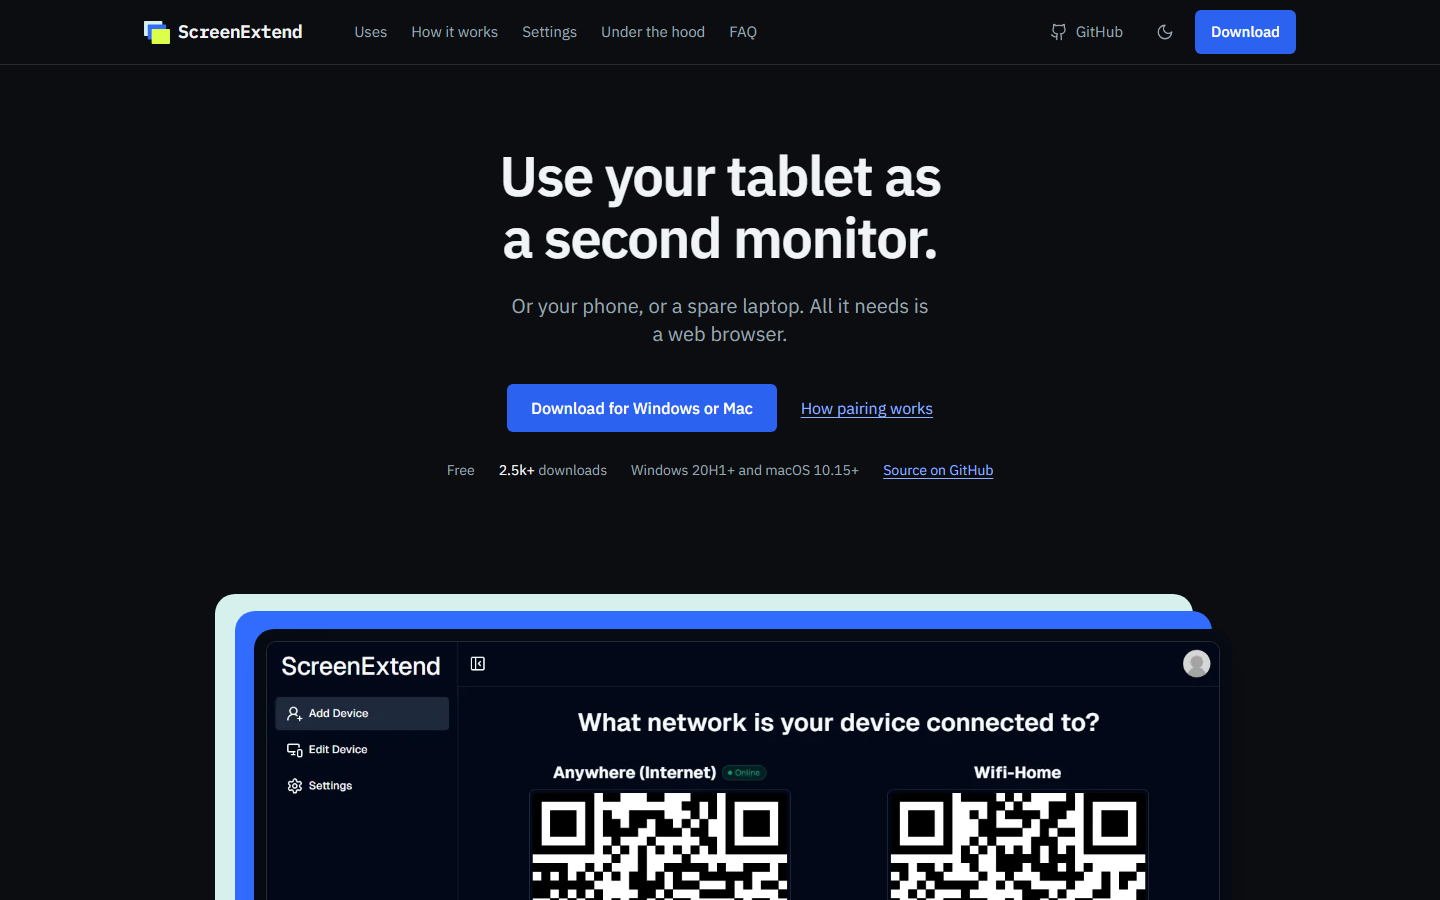 ScreenExtend
Uses
How it works
Settings
Under the hood
FAQ
GitHub
Download
Use your tablet as
a second monitor.
Or your phone, or a spare laptop. All it needs is
a web browser.
Download for Windows or Mac
How pairing works
Free
2.5k+ downloads
Windows 20H1+ and macOS 10.15+
Source on GitHub
ScreenExtend
Add Device
Edit Device
Settings
What network is your device connected to?
Anywhere (Internet)
Online
Wifi-Home